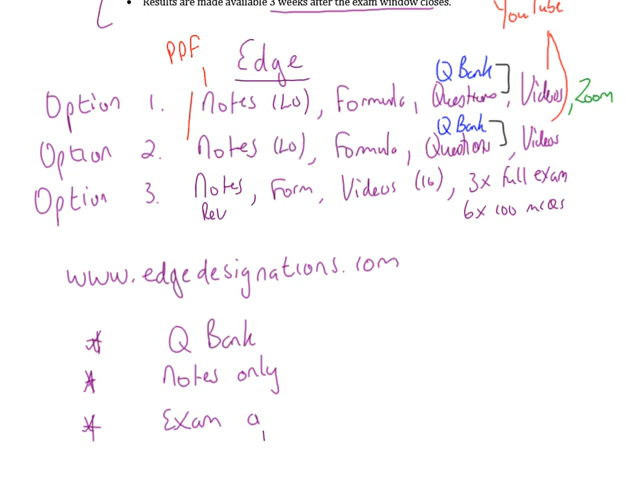 • Results are made available 3 weeks after the exam window closes.
YouTube
PDF
Edge
Q Bank
Option 1. Notes (LO), Formula, Questions, Videos, Zoom
Q Bank
Option 2. Notes (LO), Formula, Questions, Videos
Option 3. Notes, Form, Videos (16), 3x full exam
Rev 6x 100 MCQs
www.edgedesignations.com
* Q Bank
* Notes only
* Exam